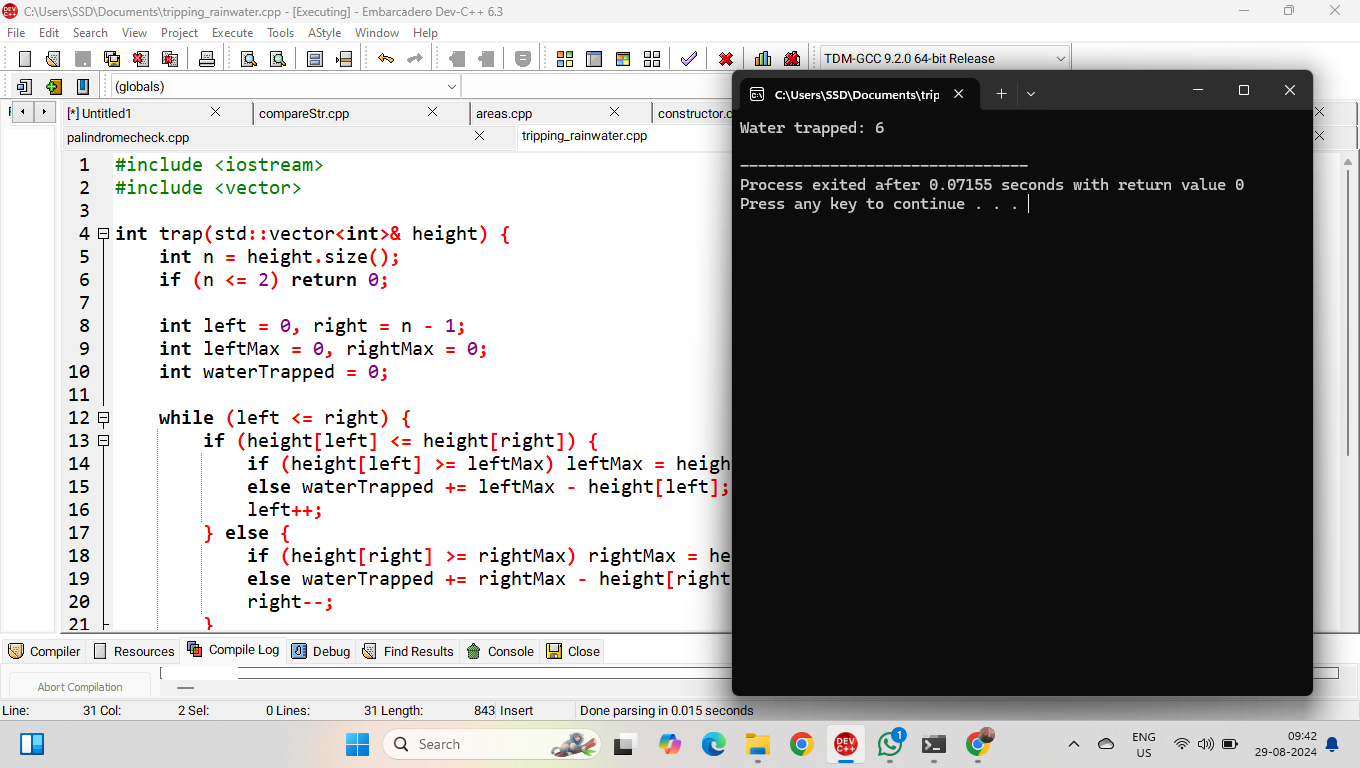 C:\Users\SSD\Documents\tripping_rainwater.cpp - [Executing] - Embarcadero Dev-C++ 6.3
File Edit Search View Project Execute Tools AStyle Window Help
TDM-GCC 9.2.0 64-bit Release
(globals)
[*] Untitled1 compareStr.cpp areas.cpp constructor.c
palindromecheck.cpp tripping_rainwater.cpp
1 #include <iostream>
2 #include <vector>
3
4 int trap(std::vector<int>& height) {
5 int n = height.size();
6 if (n <= 2) return 0;
7
8 int left = 0, right = n - 1;
9 int leftMax = 0, rightMax = 0;
10 int waterTrapped = 0;
11
12 while (left <= right) {
13 if (height[left] <= height[right]) {
14 if (height[left] >= leftMax) leftMax = heigh
15 else waterTrapped += leftMax - height[left];
16 left++;
17 } else {
18 if (height[right] >= rightMax) rightMax = he
19 else waterTrapped += rightMax - height[right
20 right--;
21 }
C:\Users\SSD\Documents\trip
Water trapped: 6
--------------------------------
Process exited after 0.07155 seconds with return value 0
Press any key to continue . . .
Compiler Resources Compile Log Debug Find Results Console Close
Abort Compilation
Line: 31 Col: 2 Sel: 0 Lines: 31 Length: 843 Insert Done parsing in 0.015 seconds
Search
DEV C++
1
ENG
US
09:42
29-08-2024